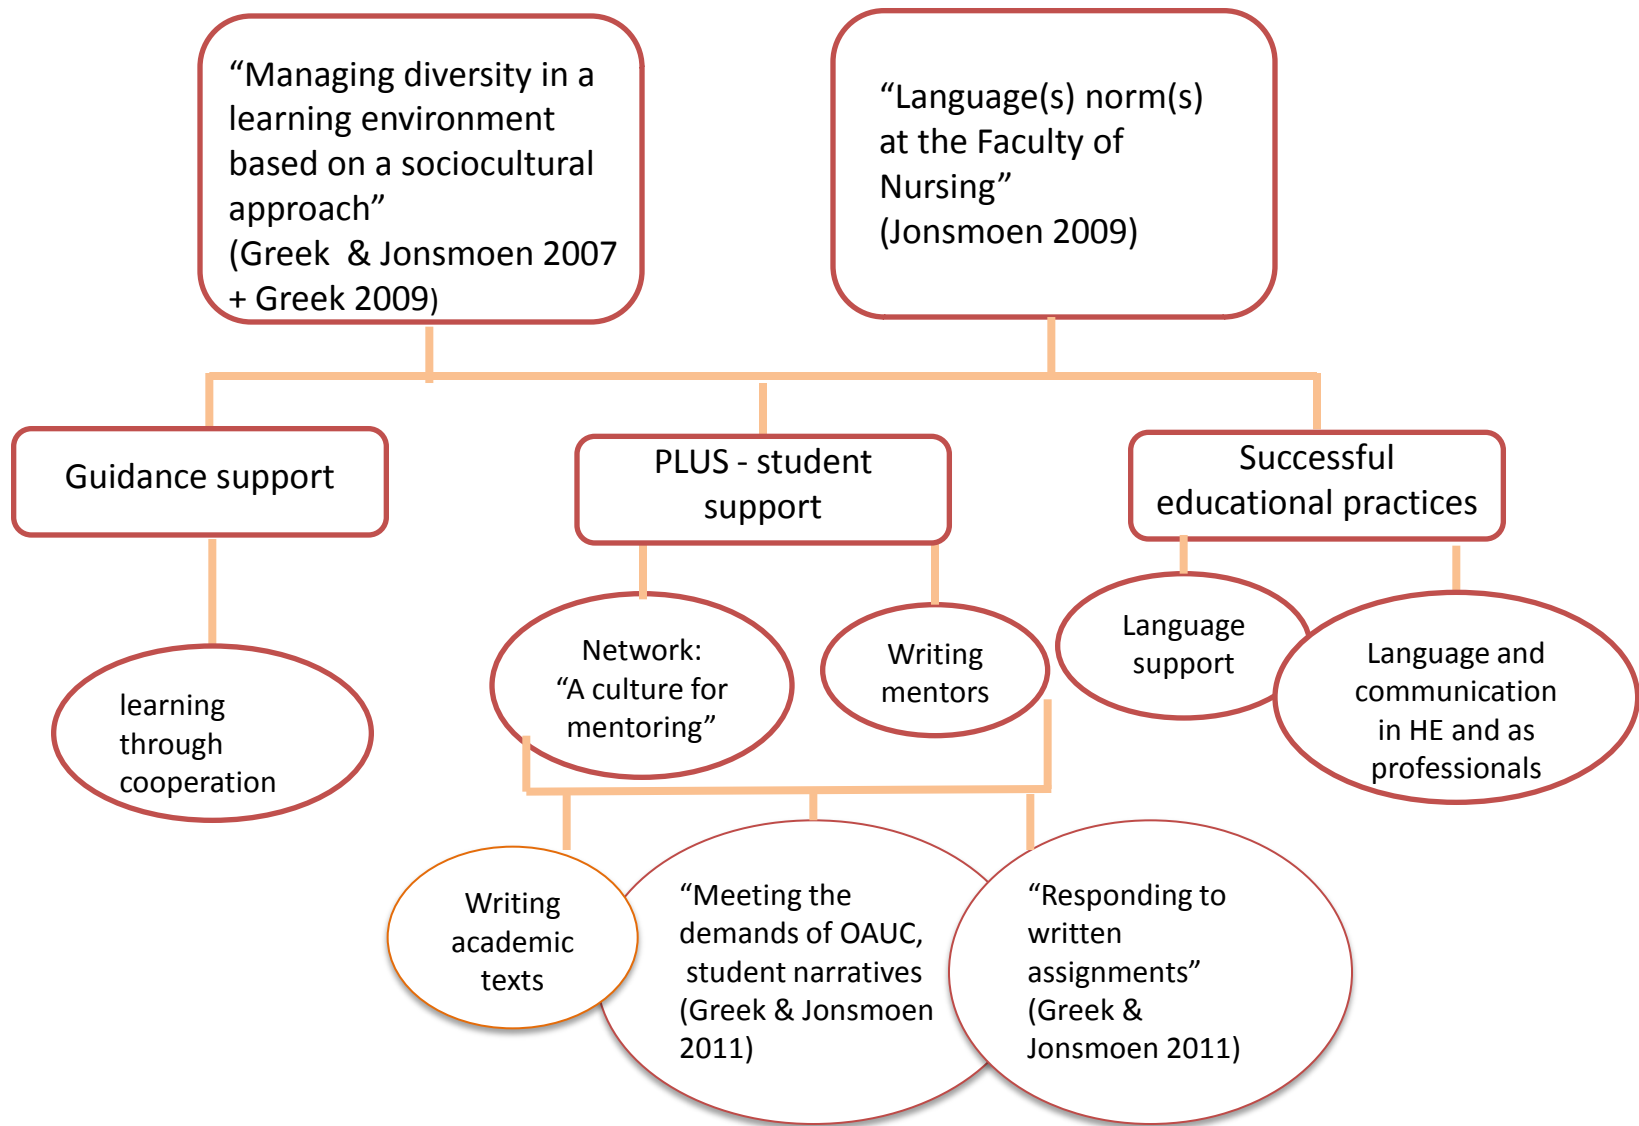 “Managing diversity in a
learning environment
based on a sociocultural
approach”
(Greek & Jonsmoen 2007
+ Greek 2009)
“Language(s) norm(s)
at the Faculty of
Nursing”
(Jonsmoen 2009)
Guidance support
PLUS - student
support
Successful
educational practices
learning
through
cooperation
Network:
“A culture for
mentoring”
Writing
mentors
Language
support
Language and
communication
in HE and as
professionals
Writing
academic
texts
“Meeting the
demands of OAUC,
student narratives
(Greek & Jonsmoen
2011)
“Responding to
written
assignments”
(Greek &
Jonsmoen 2011)